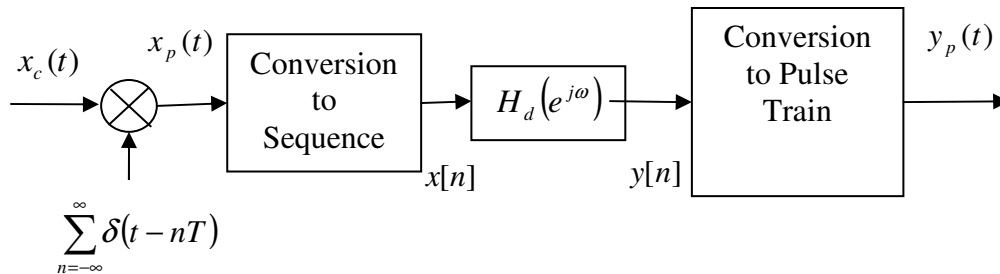 x_c(t)
x_p(t)
Conversion
to
Sequence
x[n]
H_d(e^{jω})
y[n]
Conversion
to Pulse
Train
y_p(t)
∑_{n=-∞}^{∞} δ(t − nT)